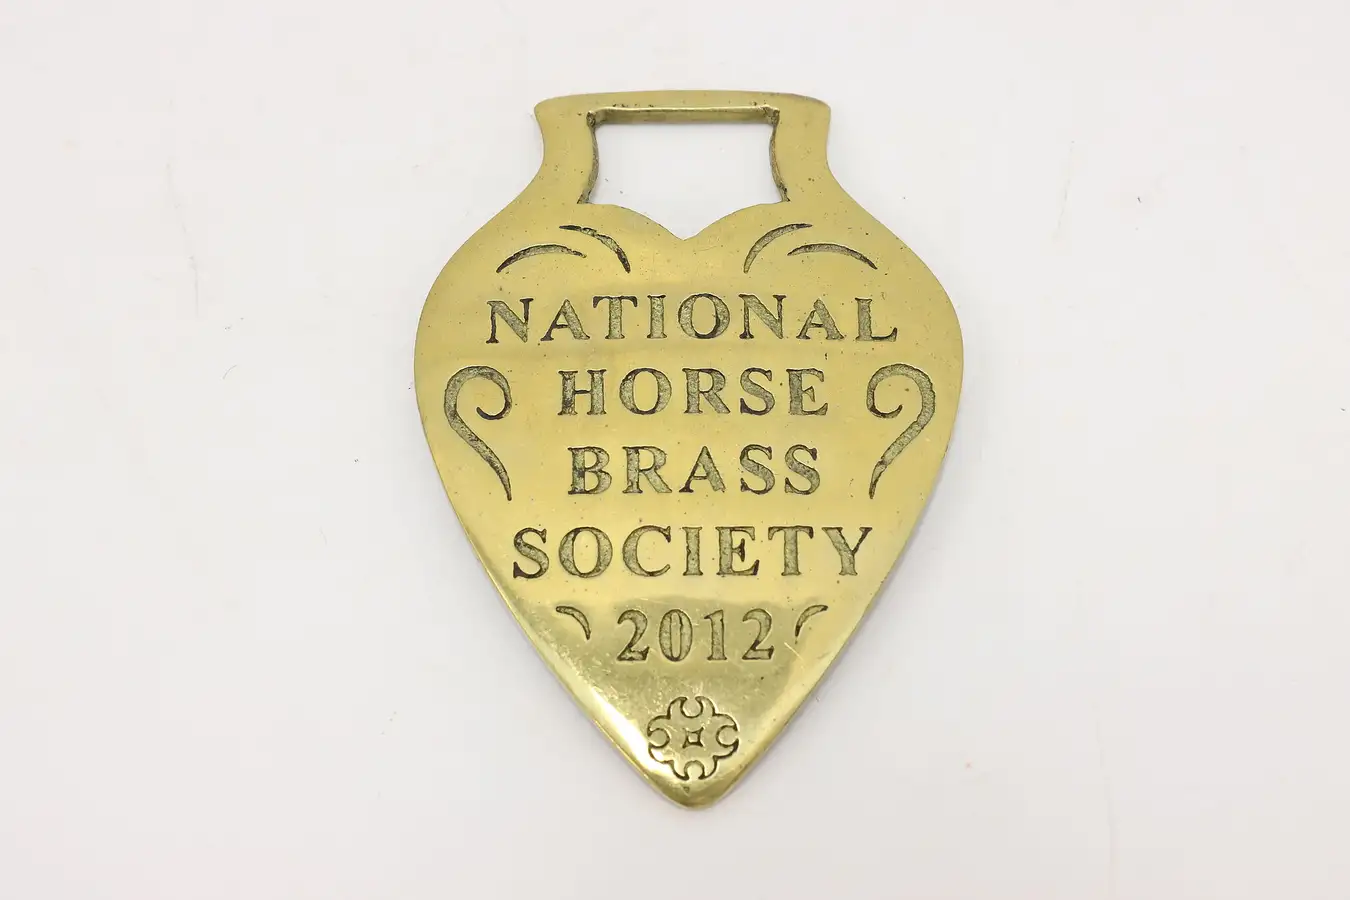 NATIONAL
HORSE
BRASS
SOCIETY
2012